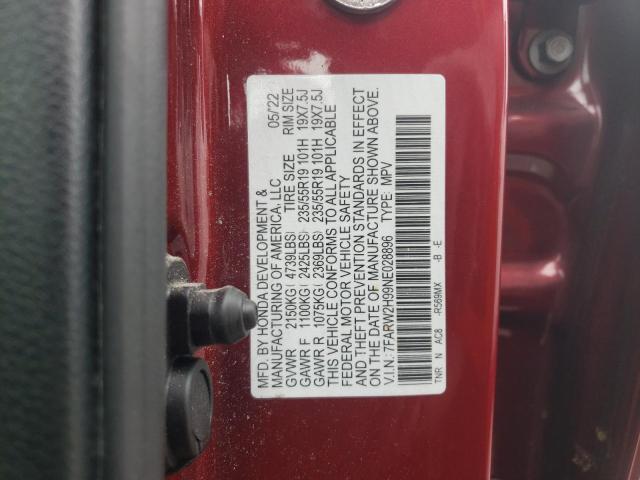 MFD. BY HONDA DEVELOPMENT &
MANUFACTURING OF AMERICA, LLC 05/22
GVWR 2150KG( 4739LBS) TIRE SIZE RIM SIZE
GAWR F 1100KG( 2425LBS) 235/55R19 101H 19X7.5J
GAWR R 1075KG( 2369LBS) 235/55R19 101H 19X7.5J
THIS VEHICLE CONFORMS TO ALL APPLICABLE
FEDERAL MOTOR VEHICLE SAFETY
AND THEFT PREVENTION STANDARDS IN EFFECT
ON THE DATE OF MANUFACTURE SHOWN ABOVE.
V.I.N.:7FARW2H99NE028896 TYPE: MPV
TNR N AC8 -R569MX -B -E